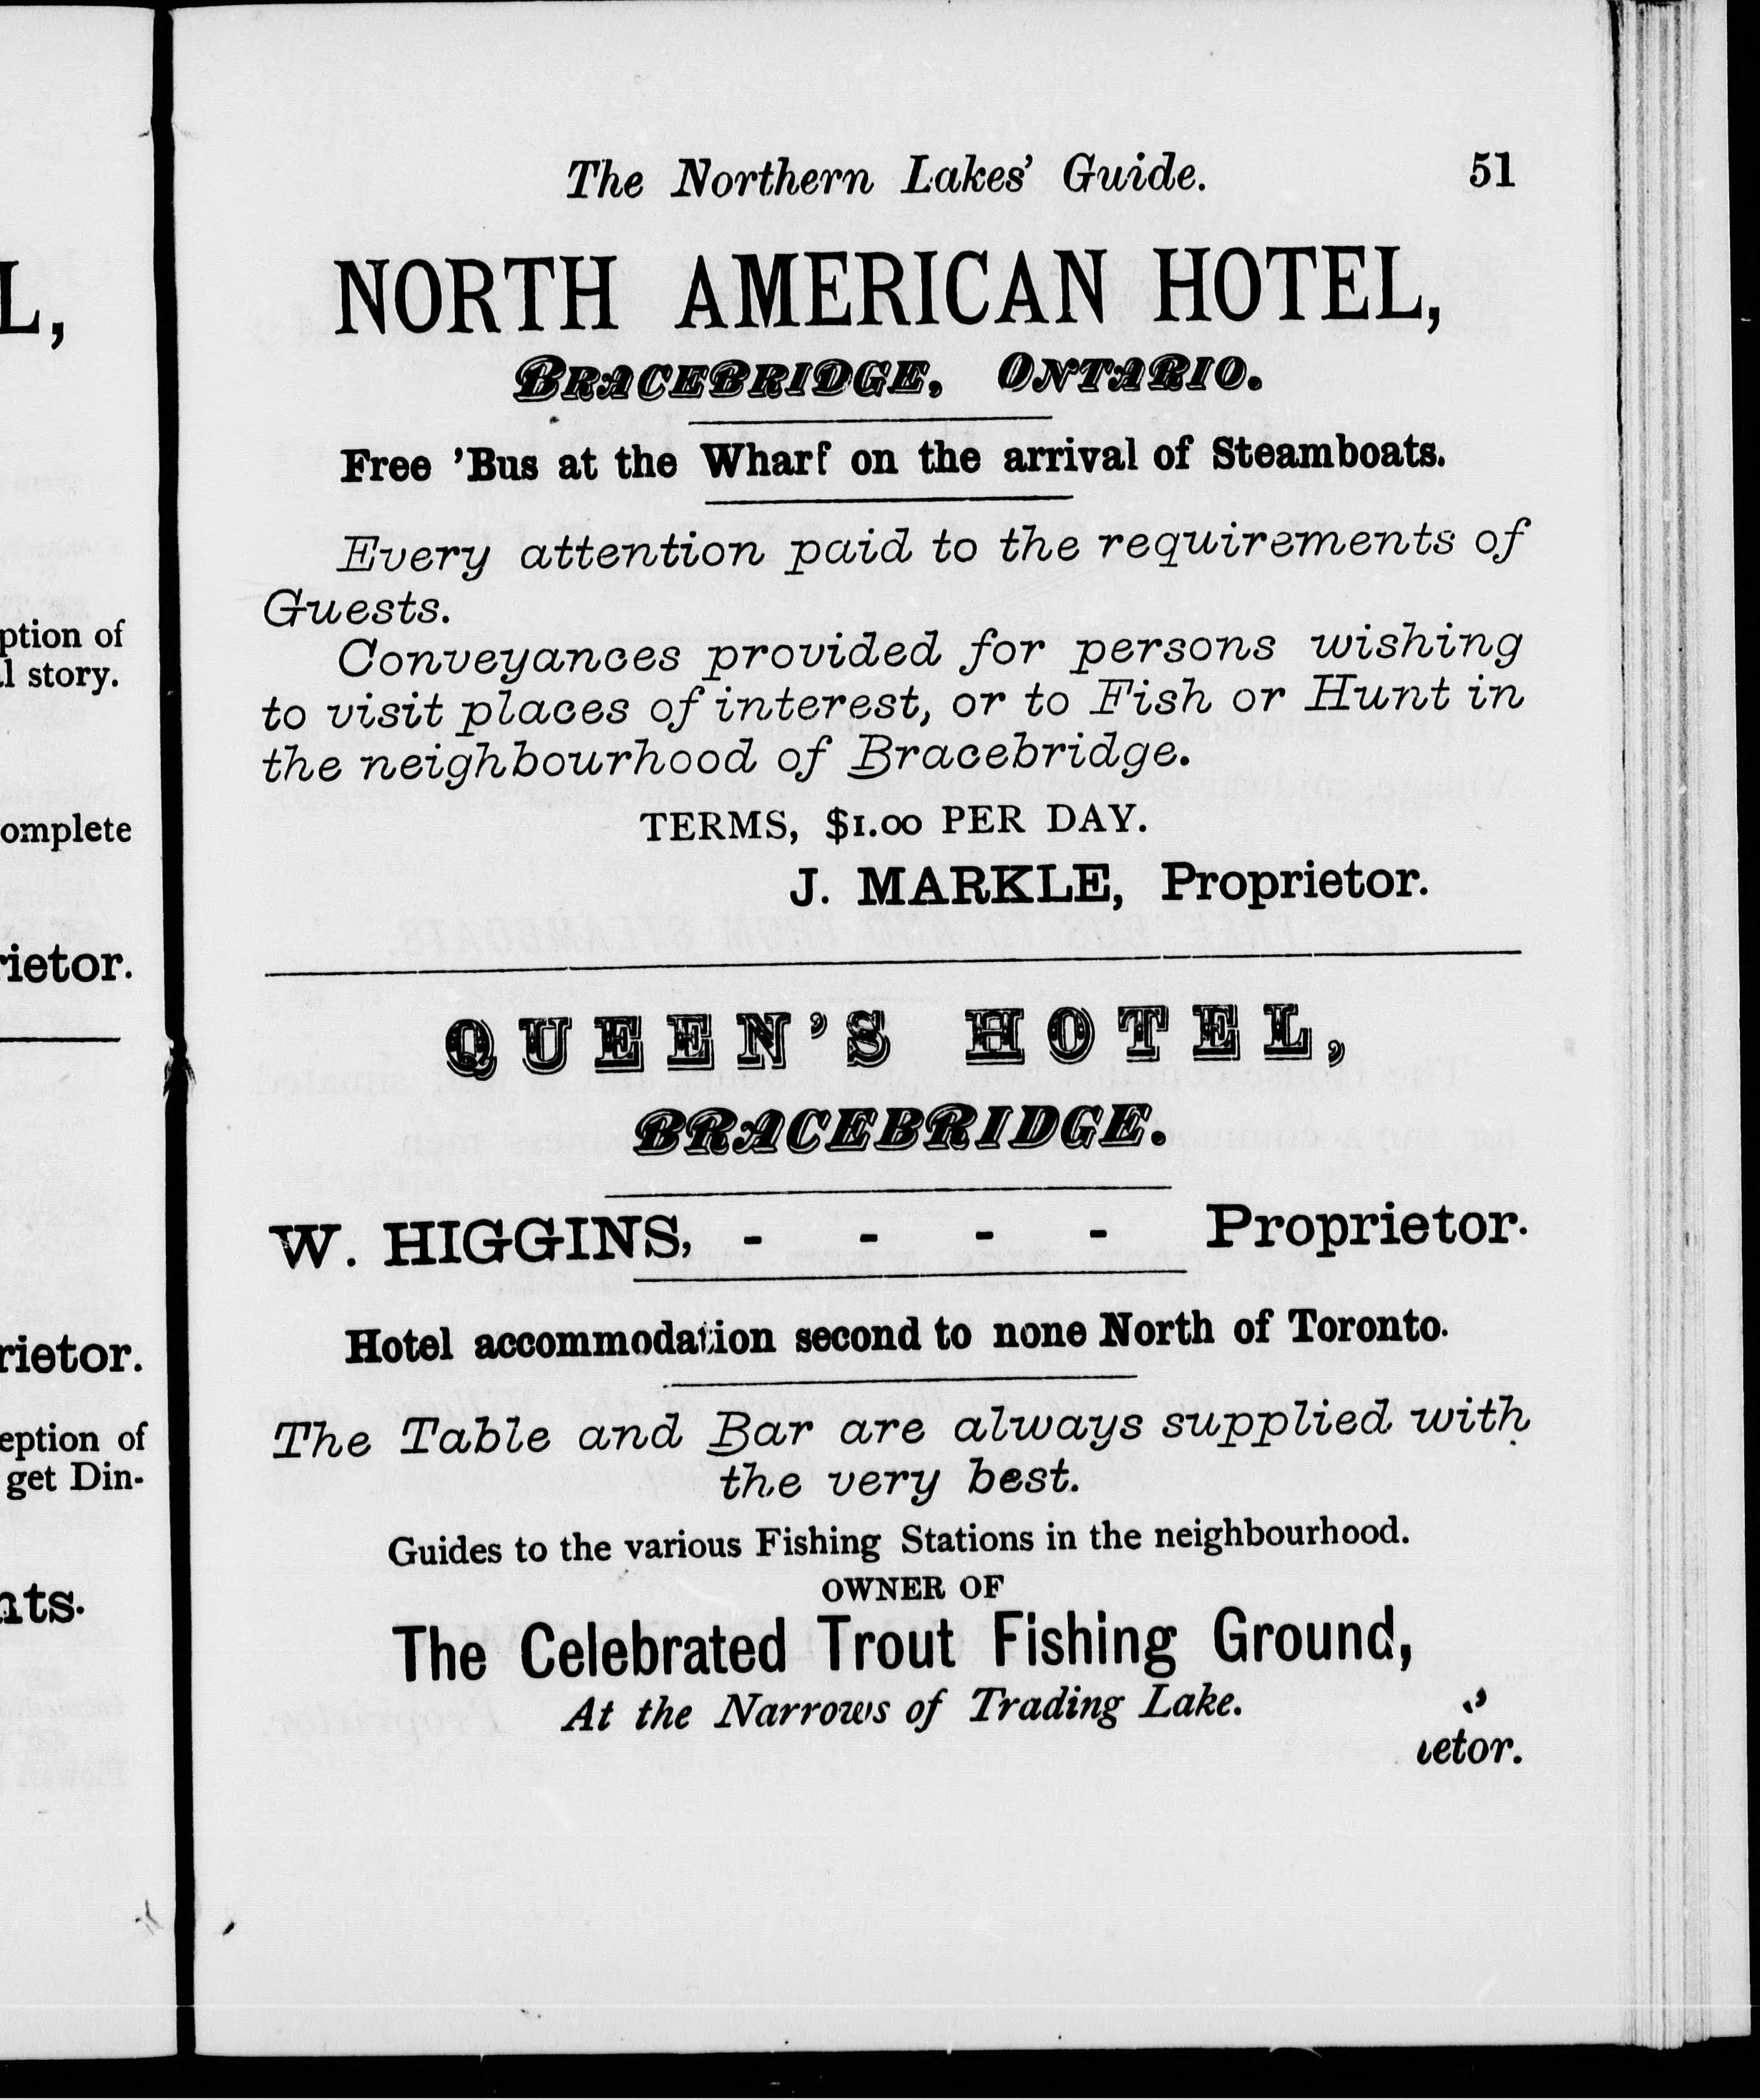 L,
ption of
l story.
omplete
rietor.
rietor.
eption of
get Din-
nts.
The Northern Lakes' Guide. 51
NORTH AMERICAN HOTEL,
BRACEBRIDGE, ONTARIO.
Free 'Bus at the Wharf on the arrival of Steamboats.
Every attention paid to the requirements of
Guests.
Conveyances provided for persons wishing
to visit places of interest, or to Fish or Hunt in
the neighbourhood of Bracebridge.
TERMS, $1.00 PER DAY.
J. MARKLE, Proprietor.
QUEEN'S HOTEL,
BRACEBRIDGE.
W. HIGGINS, - - - - Proprietor.
Hotel accommodation second to none North of Toronto.
The Table and Bar are always supplied with
the very best.
Guides to the various Fishing Stations in the neighbourhood.
OWNER OF
The Celebrated Trout Fishing Ground,
At the Narrows of Trading Lake.
ietor.